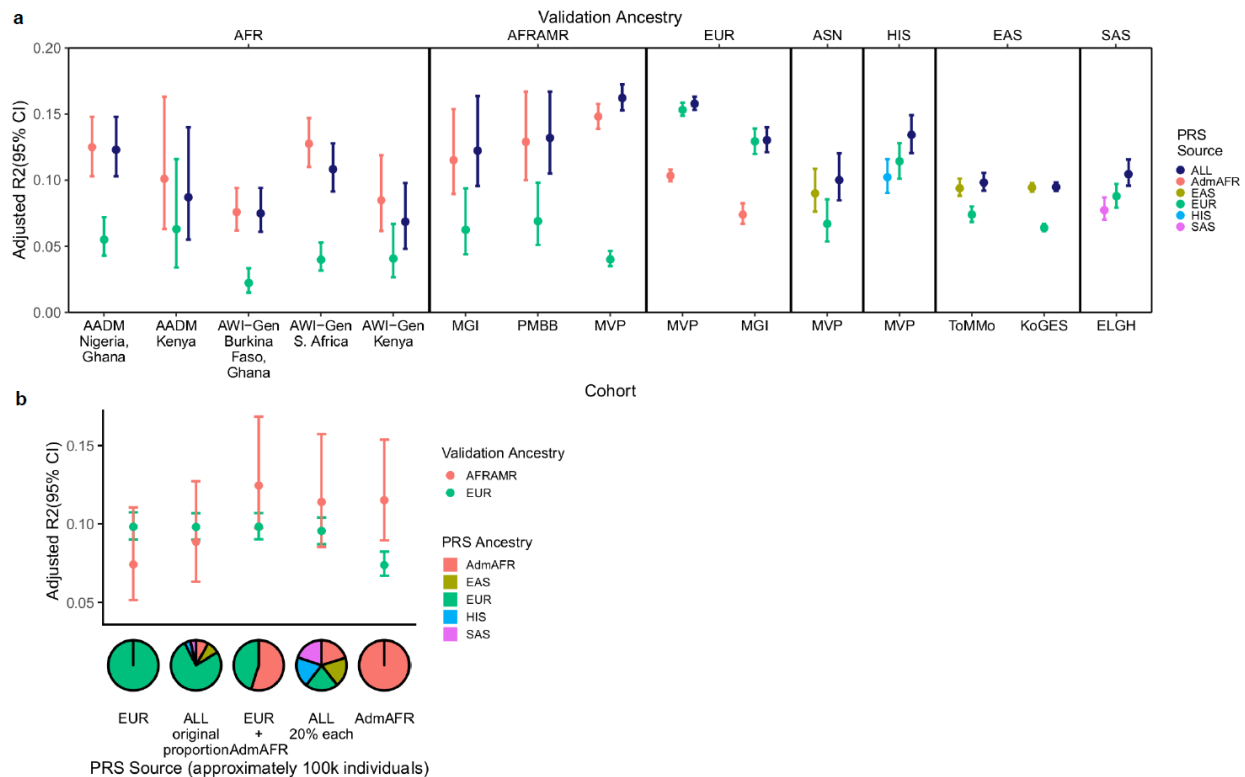 a
Validation Ancestry
AFR AFRAMR EUR ASN HIS EAS SAS
Adjusted R2(95% CI)
0.20
0.15
0.10
0.05
0.00
AADM
Nigeria,
Ghana
AADM
Kenya
AWI−Gen
Burkina
Faso,
Ghana
AWI−Gen
S. Africa
AWI−Gen
Kenya
MGI
PMBB
MVP
MVP
MGI
MVP
MVP
ToMMo
KoGES
ELGH
Cohort
PRS
Source
ALL
AdmAFR
EAS
EUR
HIS
SAS
b
Adjusted R2(95% CI)
0.15
0.10
0.05
Validation Ancestry
AFRAMR
EUR
PRS Ancestry
AdmAFR
EAS
EUR
HIS
SAS
EUR
ALL
original
proportion
EUR
+
AdmAFR
ALL
20% each
AdmAFR
PRS Source (approximately 100k individuals)